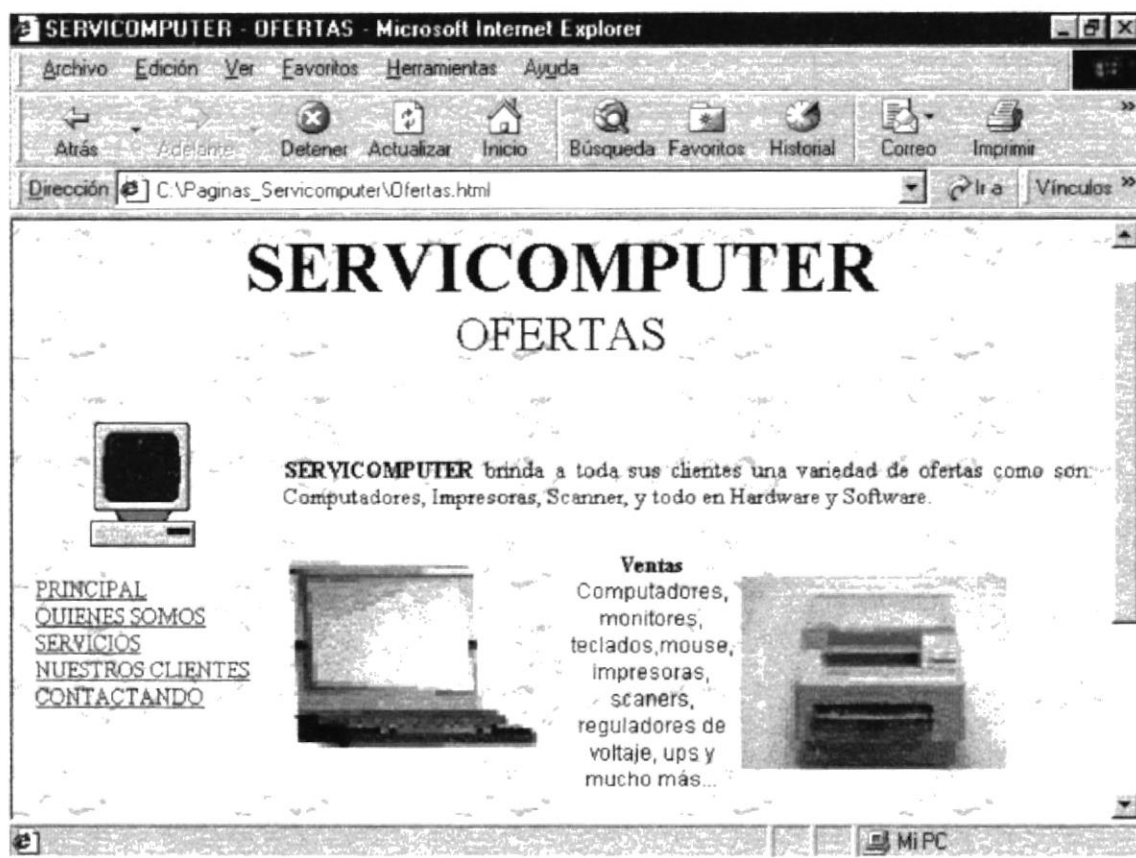 SERVICOMPUTER - OFERTAS - Microsoft Internet Explorer
Archivo Edición Ver Favoritos Herramientas Ayuda
Atrás Adelante Detener Actualizar Inicio Búsqueda Favoritos Historial Correo Imprimir »
Dirección C:\Paginas_Servicomputer\Ofertas.html Ir a Vínculos »
SERVICOMPUTER
OFERTAS
SERVICOMPUTER brinda a toda sus clientes una variedad de ofertas como son:
Computadores, Impresoras, Scanner, y todo en Hardware y Software.
PRINCIPAL
QUIENES SOMOS
SERVICIOS
NUESTROS CLIENTES
CONTACTANDO
Ventas
Computadores,
monitores,
teclados,mouse,
impresoras,
scaners,
reguladores de
voltaje, ups y
mucho más...
Mi PC